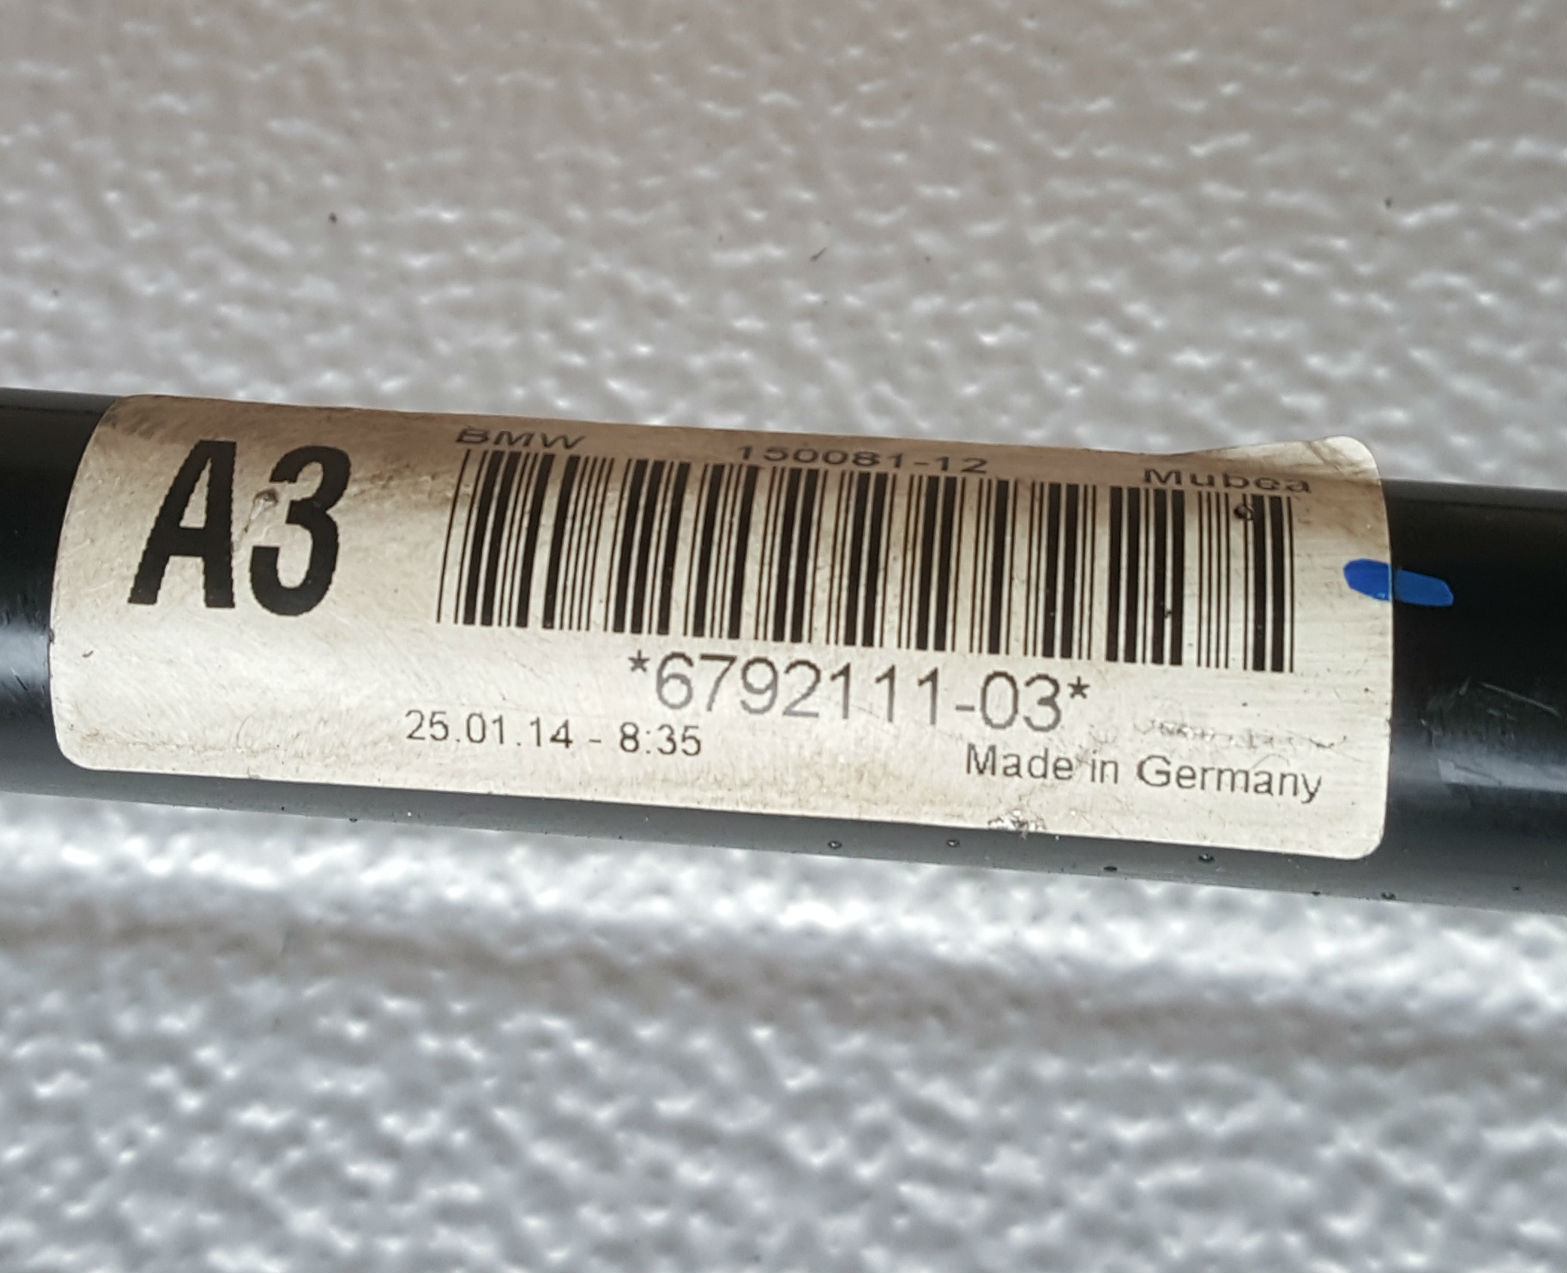 A3
BMW 150081-12 Mubea
*6792111-03*
25.01.14 - 8:35
Made in Germany